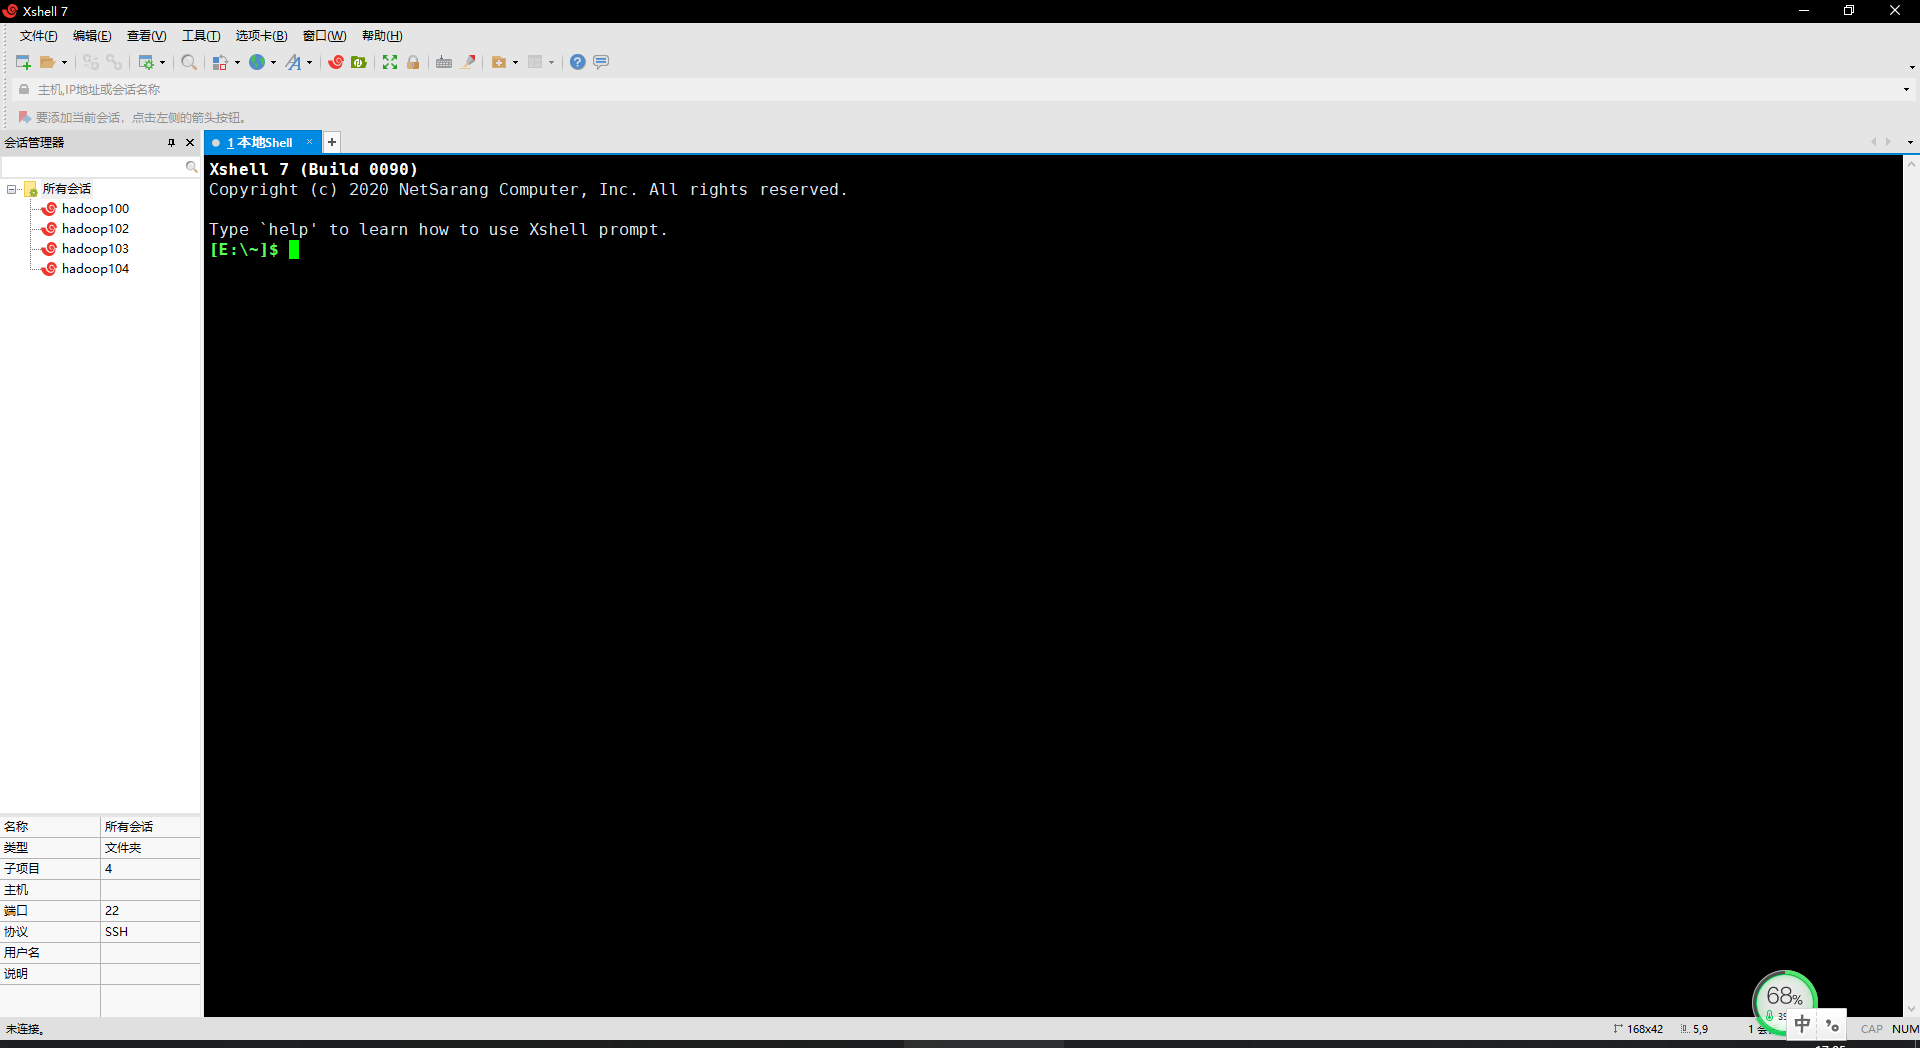 Xshell 7
文件(F) 编辑(E) 查看(V) 工具(T) 选项卡(B) 窗口(W) 帮助(H)
主机,IP地址或会话名称
要添加当前会话，点击左侧的箭头按钮。
会话管理器
1 本地Shell
所有会话
hadoop100
hadoop102
hadoop103
hadoop104
Xshell 7 (Build 0090)
Copyright (c) 2020 NetSarang Computer, Inc. All rights reserved.
Type `help' to learn how to use Xshell prompt.
[E:\~]$
名称 所有会话
类型 文件夹
子项目 4
主机
端口 22
协议 SSH
用户名
说明
68%
中
未连接。 168x42 5,9 1 CAP NUM